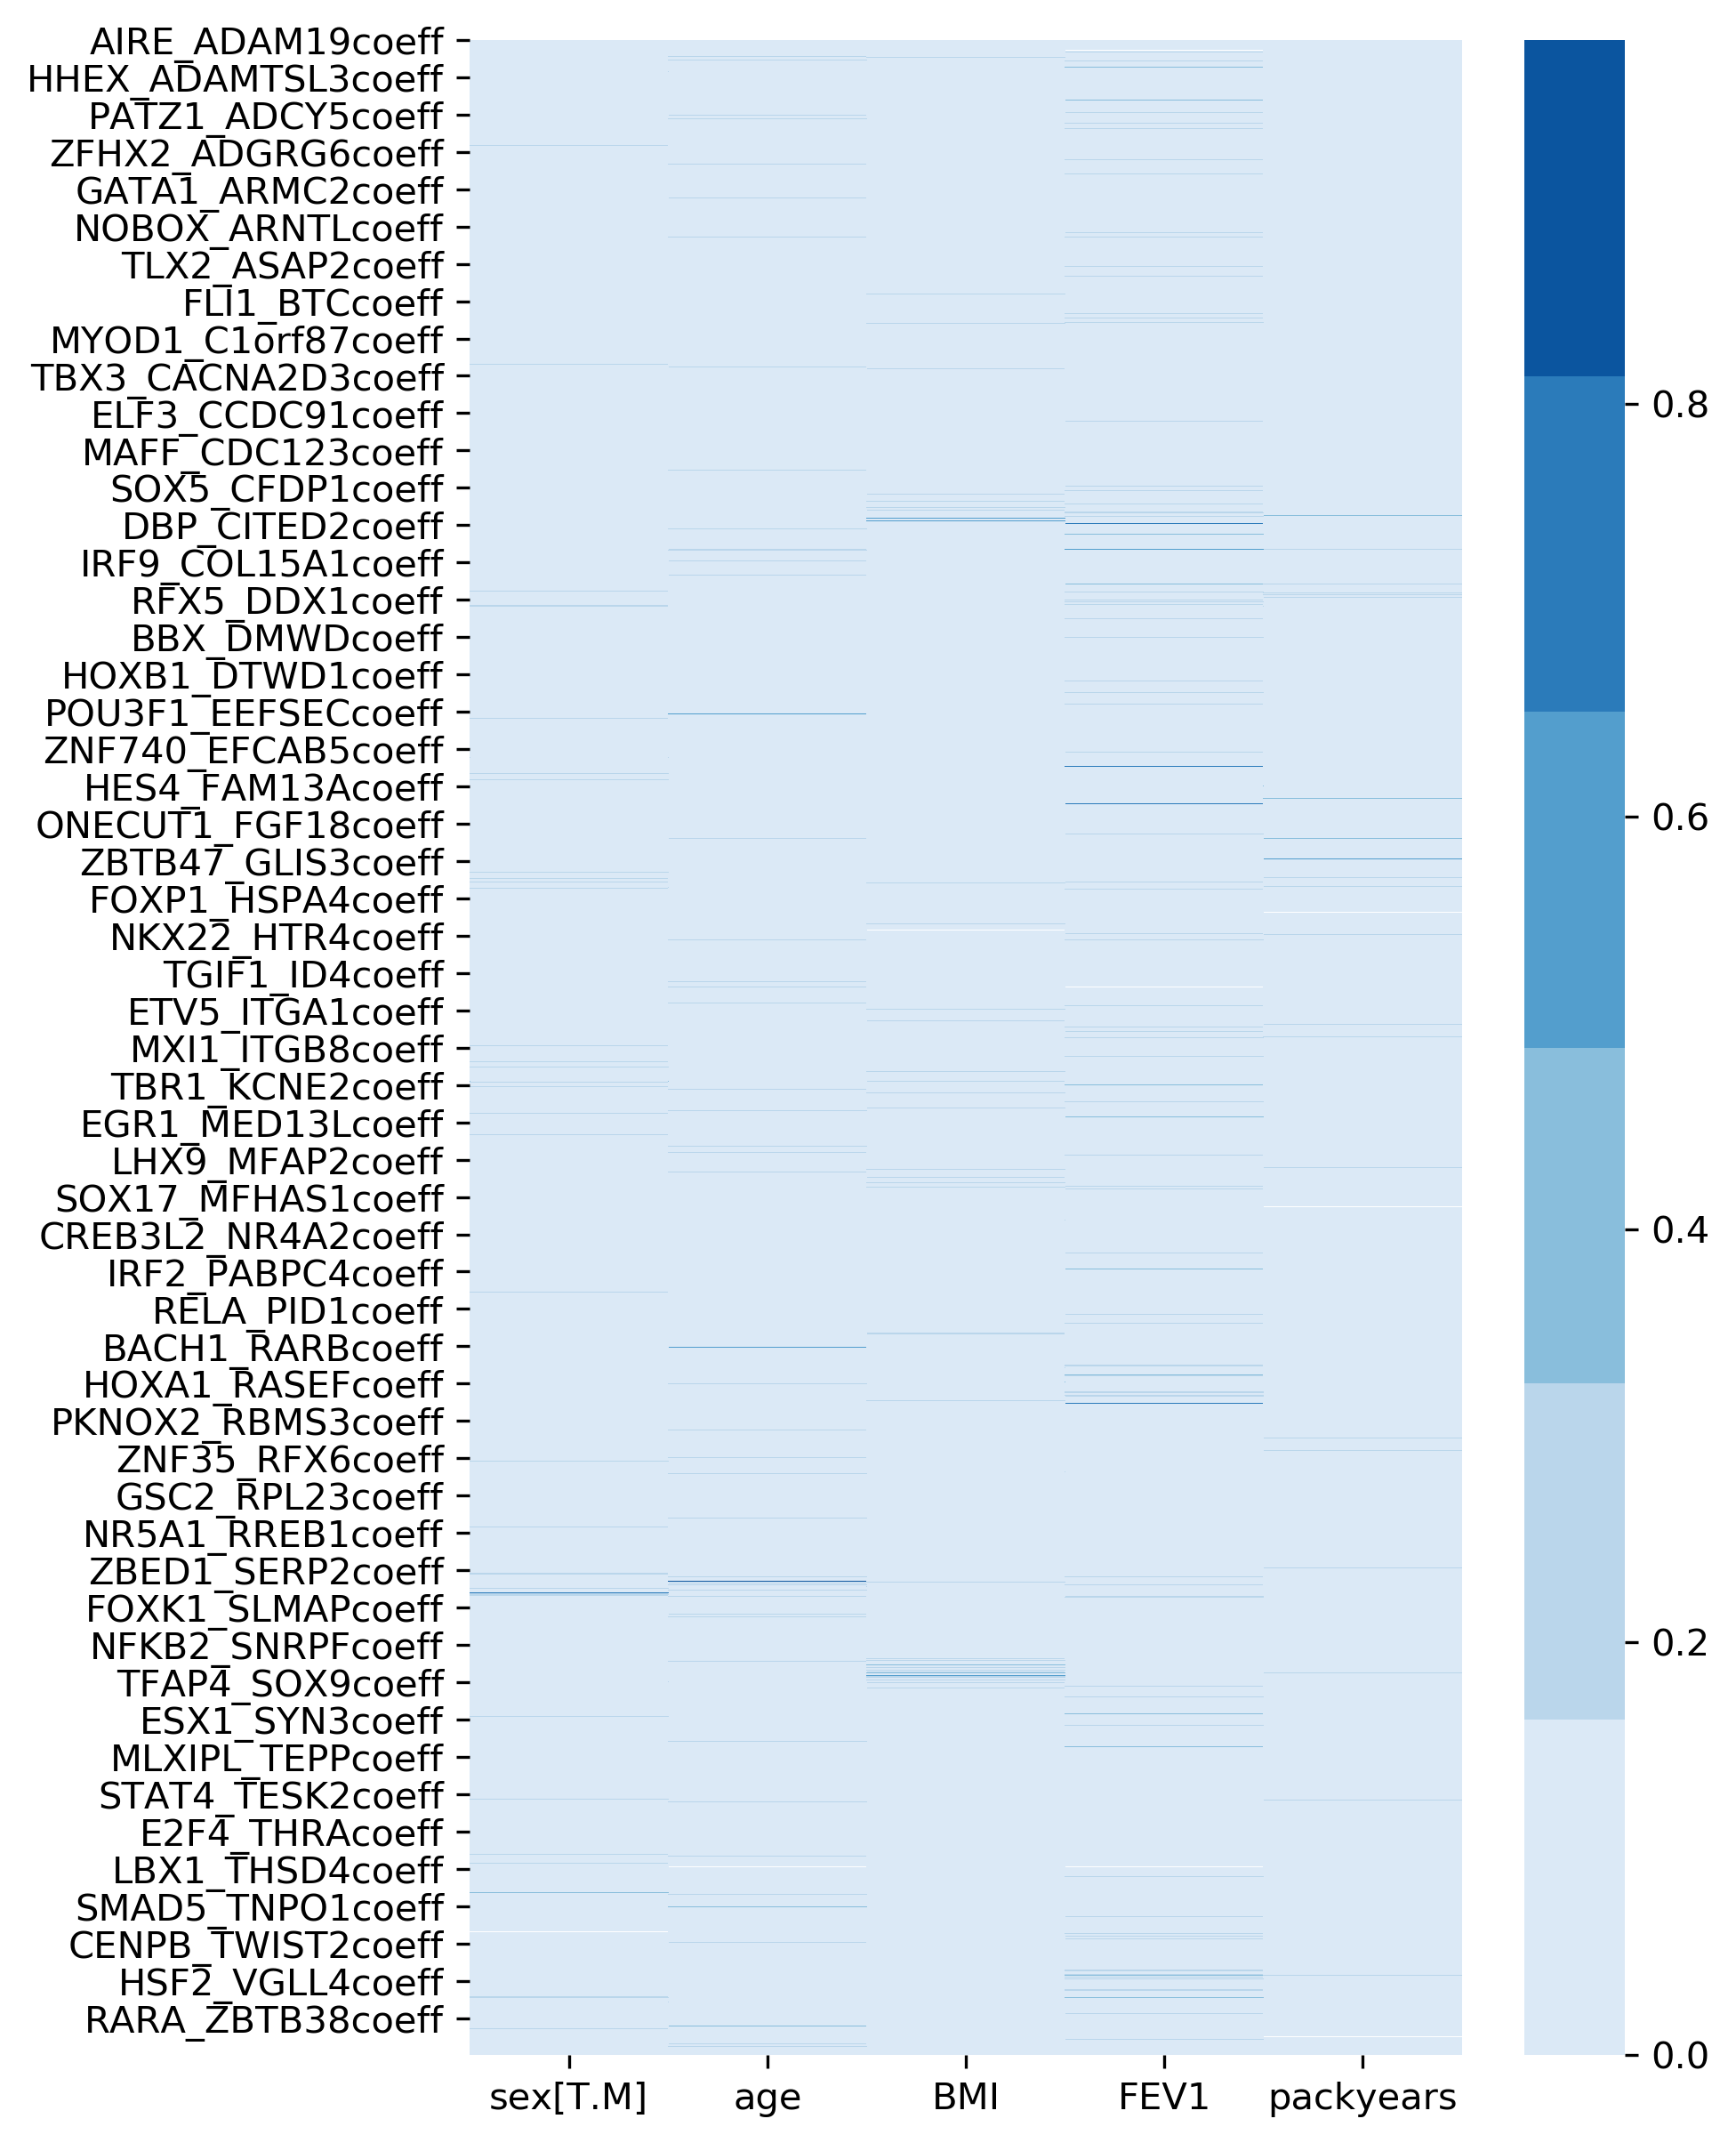 AIRE_ADAM19coeff
HHEX_ADAMTSL3coeff
PATZ1_ADCY5coeff
ZFHX2_ADGRG6coeff
GATA1_ARMC2coeff
NOBOX_ARNTLcoeff
TLX2_ASAP2coeff
FLI1_BTCcoeff
MYOD1_C1orf87coeff
TBX3_CACNA2D3coeff
ELF3_CCDC91coeff
MAFF_CDC123coeff
SOX5_CFDP1coeff
DBP_CITED2coeff
IRF9_COL15A1coeff
RFX5_DDX1coeff
BBX_DMWDcoeff
HOXB1_DTWD1coeff
POU3F1_EEFSECcoeff
ZNF740_EFCAB5coeff
HES4_FAM13Acoeff
ONECUT1_FGF18coeff
ZBTB47_GLIS3coeff
FOXP1_HSPA4coeff
NKX22_HTR4coeff
TGIF1_ID4coeff
ETV5_ITGA1coeff
MXI1_ITGB8coeff
TBR1_KCNE2coeff
EGR1_MED13Lcoeff
LHX9_MFAP2coeff
SOX17_MFHAS1coeff
CREB3L2_NR4A2coeff
IRF2_PABPC4coeff
RELA_PID1coeff
BACH1_RARBcoeff
HOXA1_RASEFcoeff
PKNOX2_RBMS3coeff
ZNF35_RFX6coeff
GSC2_RPL23coeff
NR5A1_RREB1coeff
ZBED1_SERP2coeff
FOXK1_SLMAPcoeff
NFKB2_SNRPFcoeff
TFAP4_SOX9coeff
ESX1_SYN3coeff
MLXIPL_TEPPcoeff
STAT4_TESK2coeff
E2F4_THRAcoeff
LBX1_THSD4coeff
SMAD5_TNPO1coeff
CENPB_TWIST2coeff
HSF2_VGLL4coeff
RARA_ZBTB38coeff
sex[T.M] age BMI FEV1 packyears
0.8
0.6
0.4
0.2
0.0